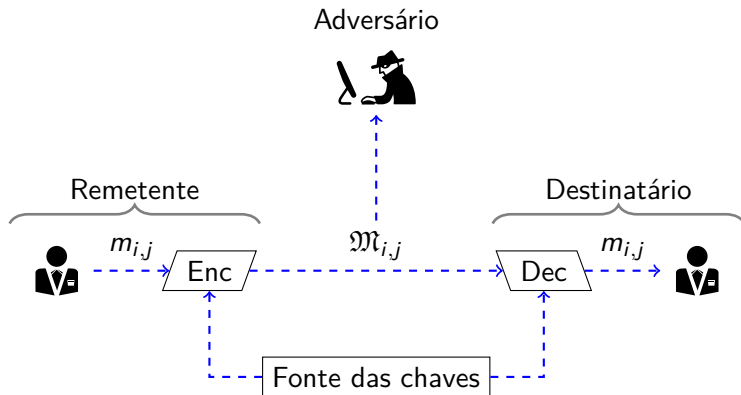 Adversário
Remetente
Destinatário
m_{i,j}
𝔐_{i,j}
m_{i,j}
Enc
Dec
Fonte das chaves